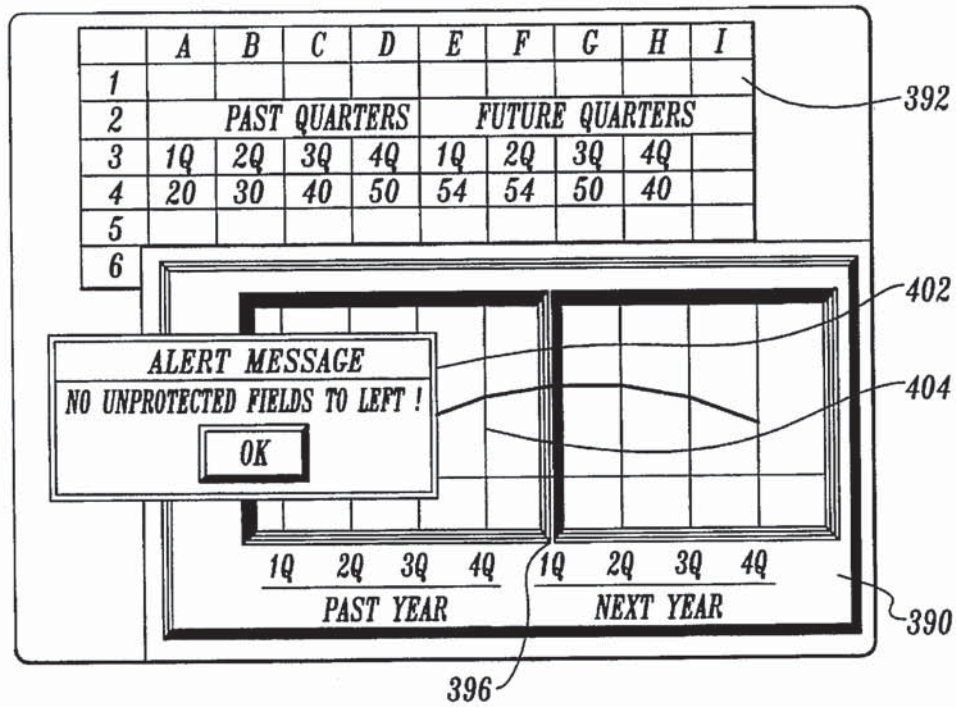 A B C D E F G H I
1
392
2 PAST QUARTERS FUTURE QUARTERS
3 1Q 2Q 3Q 4Q 1Q 2Q 3Q 4Q
4 20 30 40 50 54 54 50 40
5
6
402
ALERT MESSAGE
NO UNPROTECTED FIELDS TO LEFT !
404
OK
1Q 2Q 3Q 4Q 1Q 2Q 3Q 4Q
PAST YEAR NEXT YEAR
390
396